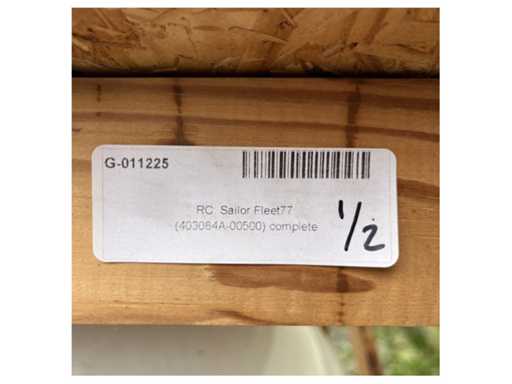 G-011225
RC Sailor Fleet77
(403064A-00500) complete
1/2